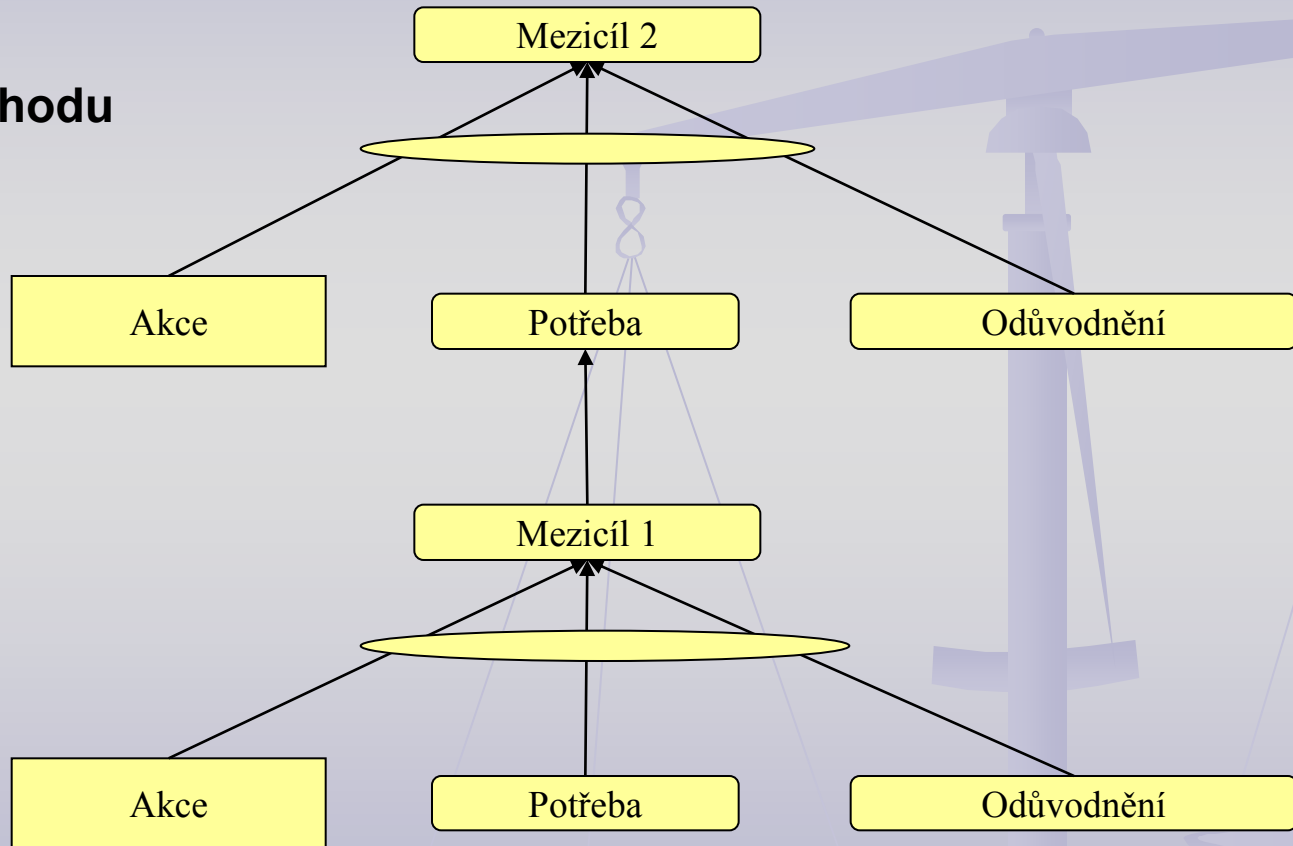 Mezicíl 2
hodu
Akce
Potřeba
Odůvodnění
Mezicíl 1
Akce
Potřeba
Odůvodnění